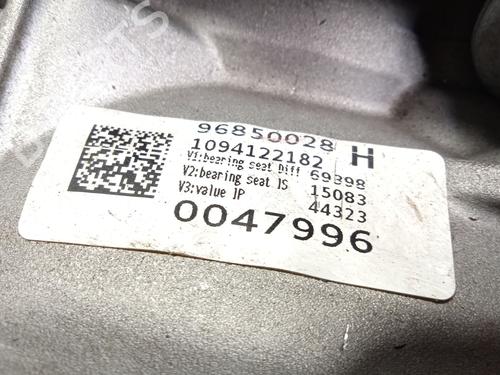 96850028 H
1094122182
V1:bearing seat Diff 69398
V2:bearing seat IS 15083
V3:value IP 44323
0047996